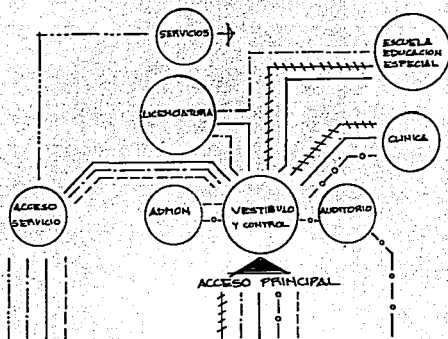 SERVICIOS
ESCUELA
EDUCACION
ESPECIAL
LICENCIATURA
CLINICA
ACCESO
SERVICIO
ADMON
VESTIBULO
Y CONTROL
AUDITORIO
ACCESO PRINCIPAL